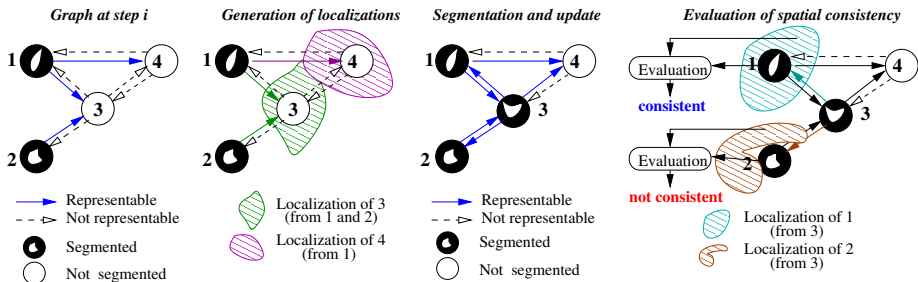 Graph at step i
1
4
3
2
Representable
Not representable
Segmented
Not segmented
Generation of localizations
1
4
3
2
Localization of 3
(from 1 and 2)
Localization of 4
(from 1)
Segmentation and update
1
4
3
2
Representable
Not representable
Segmented
Not segmented
Evaluation of spatial consistency
Evaluation
1
4
consistent
3
Evaluation
2
not consistent
Localization of 1
(from 3)
Localization of 2
(from 3)